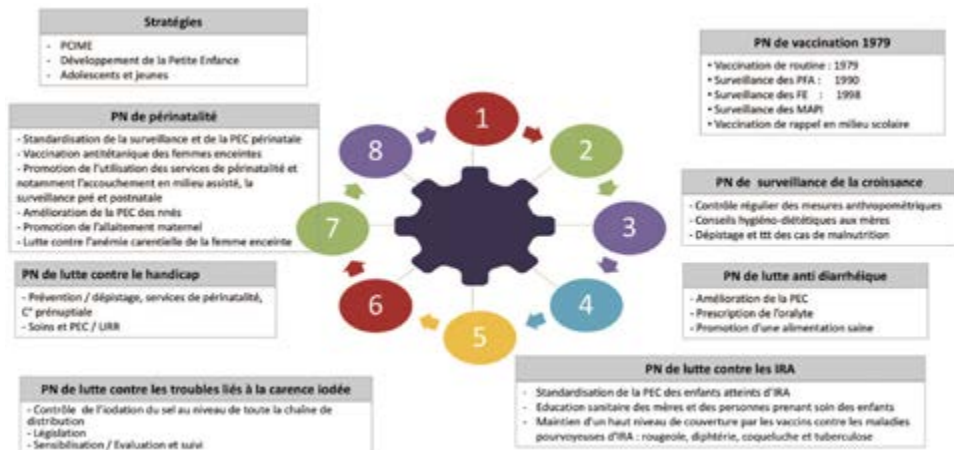 Stratégies
- PCIME
- Développement de la Petite Enfance
- Adolescents et jeunes
PN de vaccination 1979
• Vaccination de routine : 1979
• Surveillance des PFA : 1990
• Surveillance des FE : 1998
• Surveillance des MAPI
• Vaccination de rappel en milieu scolaire
PN de périnatalité
- Standardisation de la surveillance et de la PEC périnatale
- Vaccination antitétanique des femmes enceintes
- Promotion de l'utilisation des services de périnatalité et
notamment l'accouchement en milieu assisté, la
surveillance pré et postnatale
- Amélioration de la PEC des nnés
- Promotion de l'allaitement maternel
- Lutte contre l'anémie carentielle de la femme enceinte
1
2
3
4
5
6
7
8
PN de surveillance de la croissance
- Contrôle régulier des mesures anthropométriques
- Conseils hygiéno-diététiques aux mères
- Dépistage et ttt des cas de malnutrition
PN de lutte contre le handicap
- Prévention / dépistage, services de périnatalité,
C° prénuptiale
- Soins et PEC / URR
PN de lutte anti diarrhéique
- Amélioration de la PEC
- Prescription de l'oralyte
- Promotion d'une alimentation saine
PN de lutte contre les troubles liés à la carence iodée
- Contrôle de l'iodation du sel au niveau de toute la chaîne de
distribution
- Législation
- Sensibilisation / Evaluation et suivi
PN de lutte contre les IRA
- Standardisation de la PEC des enfants atteints d'IRA
- Education sanitaire des mères et des personnes prenant soin des enfants
- Maintien d'un haut niveau de couverture par les vaccins contre les maladies
pourvoyeuses d'IRA : rougeole, diphtérie, coqueluche et tuberculose